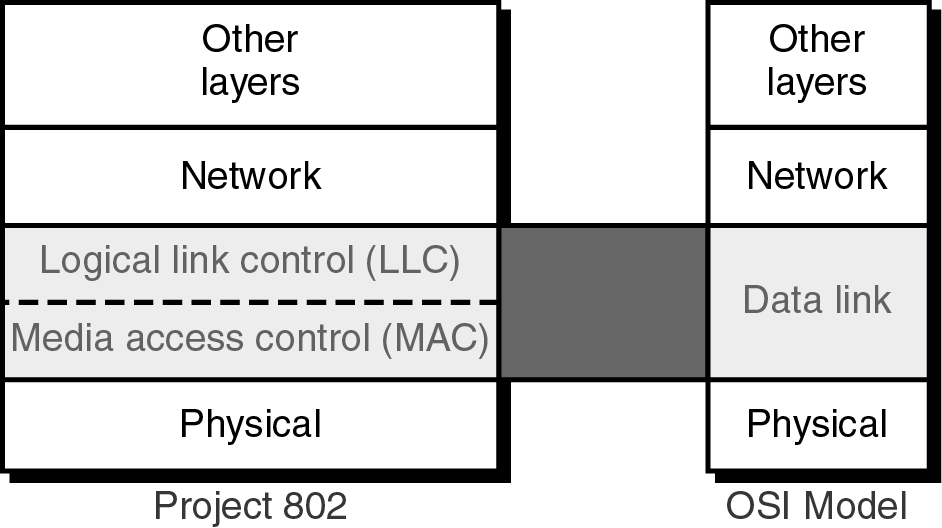 Other
layers
Network
Logical link control (LLC)
Media access control (MAC)
Physical
Project 802
Other
layers
Network
Data link
Physical
OSI Model